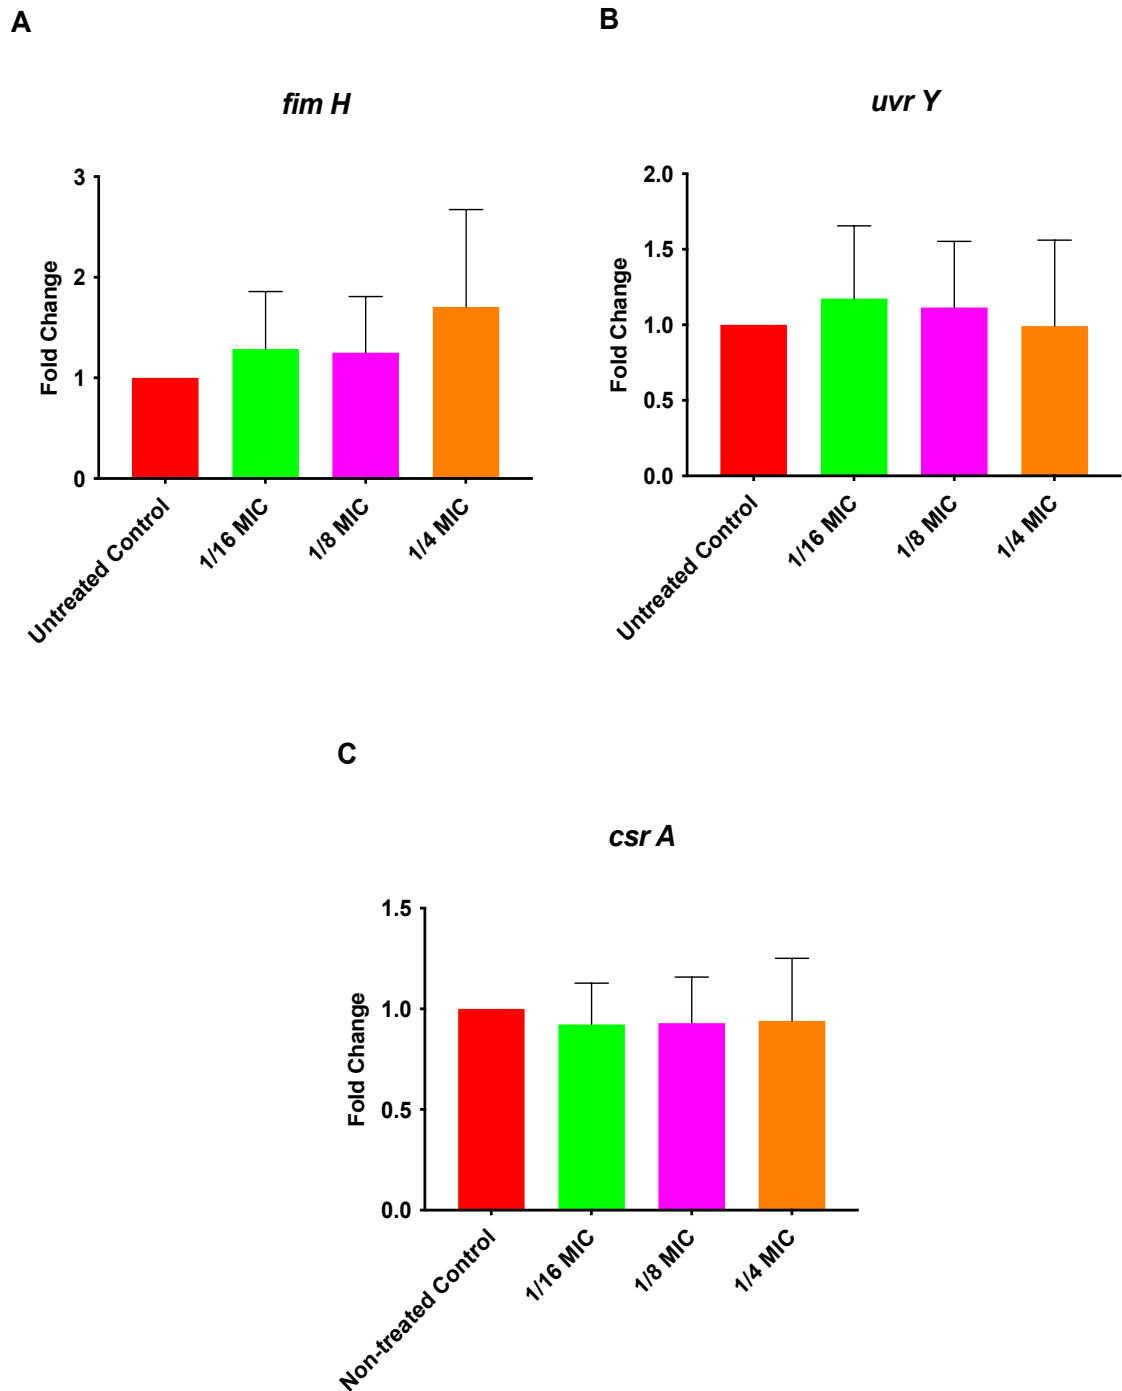 A
fim H
3
2
1
0
Fold Change
Untreated Control
1/16 MIC
1/8 MIC
1/4 MIC
B
uvr Y
2.0
1.5
1.0
0.5
0.0
Fold Change
Untreated Control
1/16 MIC
1/8 MIC
1/4 MIC
C
csr A
1.5
1.0
0.5
0.0
Fold Change
Non-treated Control
1/16 MIC
1/8 MIC
1/4 MIC